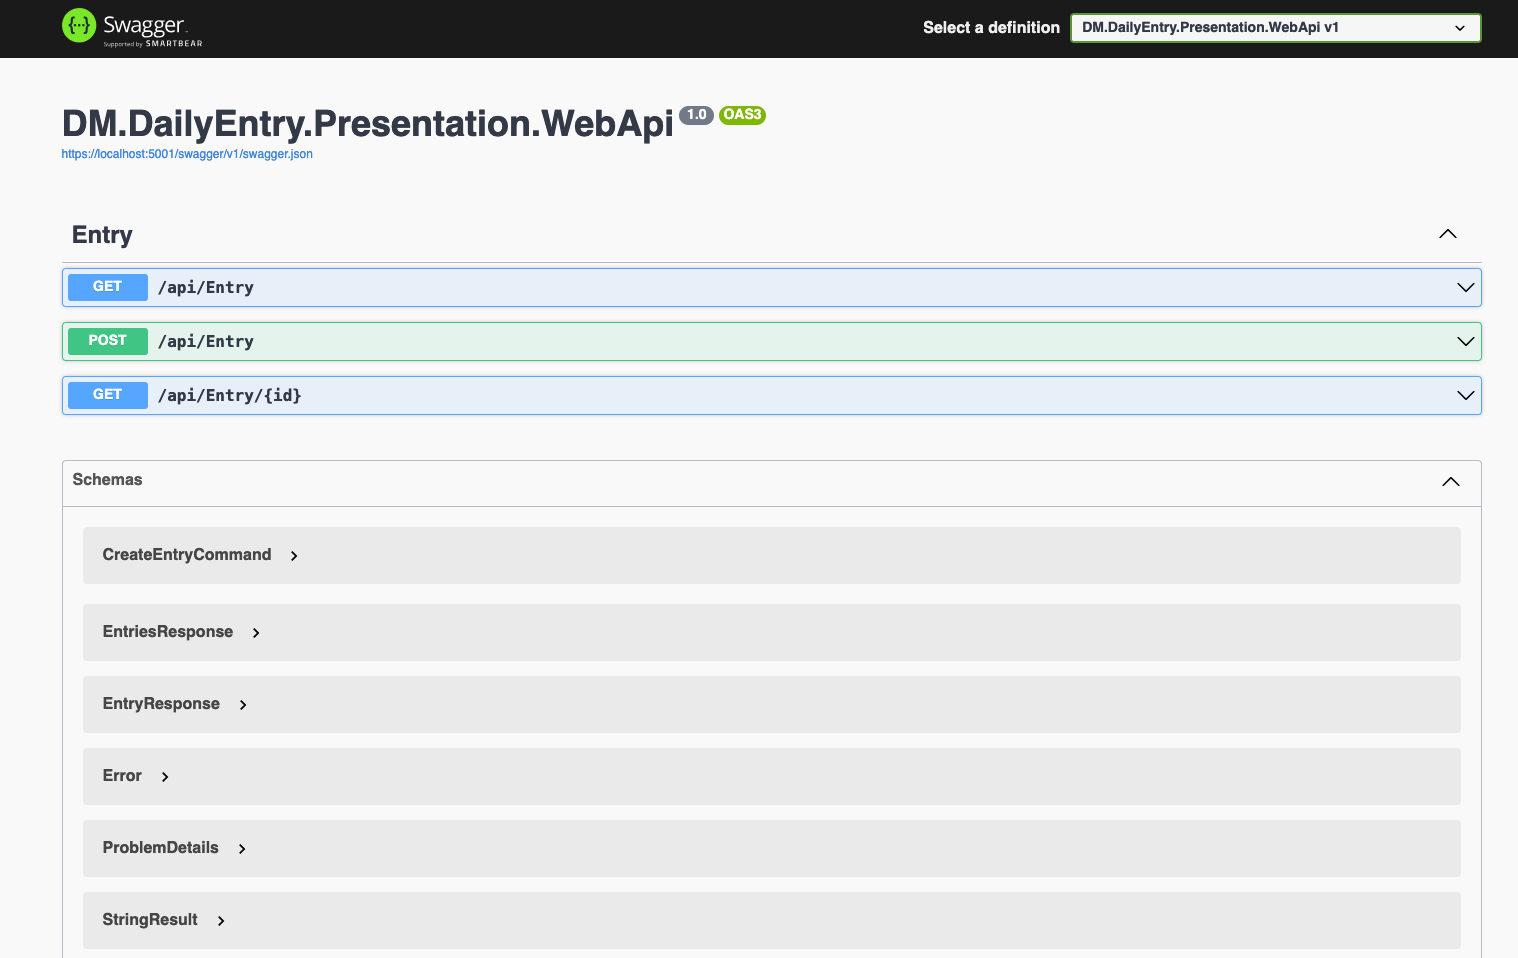 Swagger.
Supported by SMARTBEAR
Select a definition
DM.DailyEntry.Presentation.WebApi v1
DM.DailyEntry.Presentation.WebApi 1.0 OAS3
https://localhost:5001/swagger/v1/swagger.json
Entry
GET /api/Entry
POST /api/Entry
GET /api/Entry/{id}
Schemas
CreateEntryCommand
EntriesResponse
EntryResponse
Error
ProblemDetails
StringResult